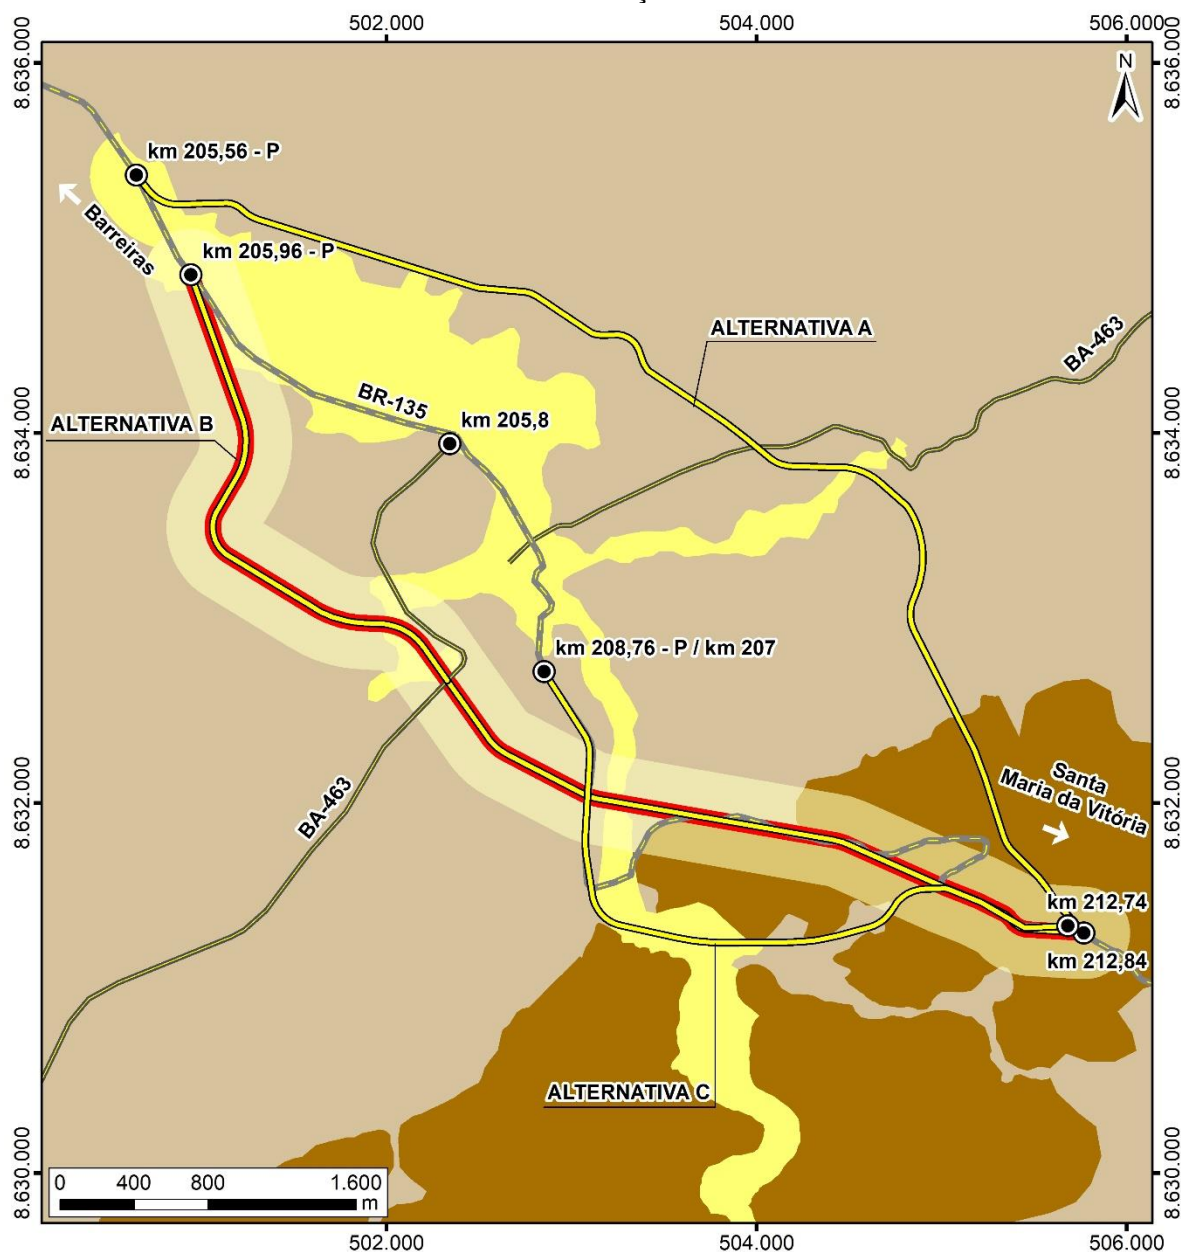 502.000
504.000
506.0000
8.636.000
8.636.000
N
km 205,56 - P
Barreiras
km 205,96 - P
ALTERNATIVA A
BA-463
BR-135
8.634.000
8.634.000
ALTERNATIVA B
km 205,8
km 208,76 - P / km 207
Santa
Maria da Vitória
8.632.000
8.632.000
BA-463
km 212,74
km 212,84
ALTERNATIVA C
8.630.000
8.630.000
0 400 800 1.600
m
502.000
504.000
506.000